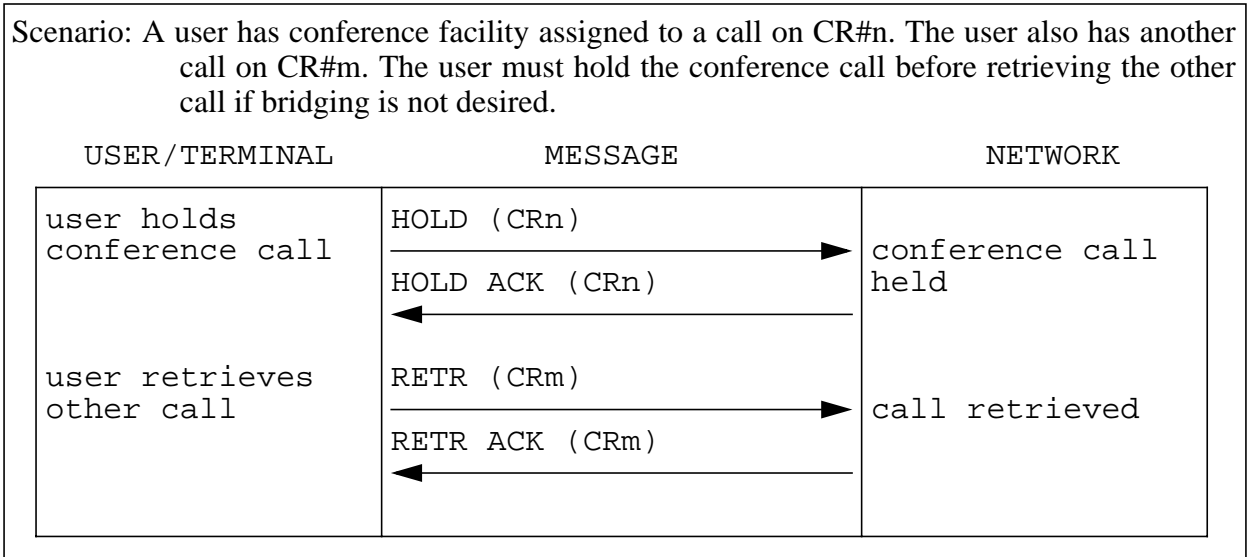 Scenario: A user has conference facility assigned to a call on CR#n. The user also has another
call on CR#m. The user must hold the conference call before retrieving the other
call if bridging is not desired.
USER/TERMINAL MESSAGE NETWORK
user holds HOLD (CRn)
conference call conference call
HOLD ACK (CRn) held
user retrieves RETR (CRm)
other call call retrieved
RETR ACK (CRm)